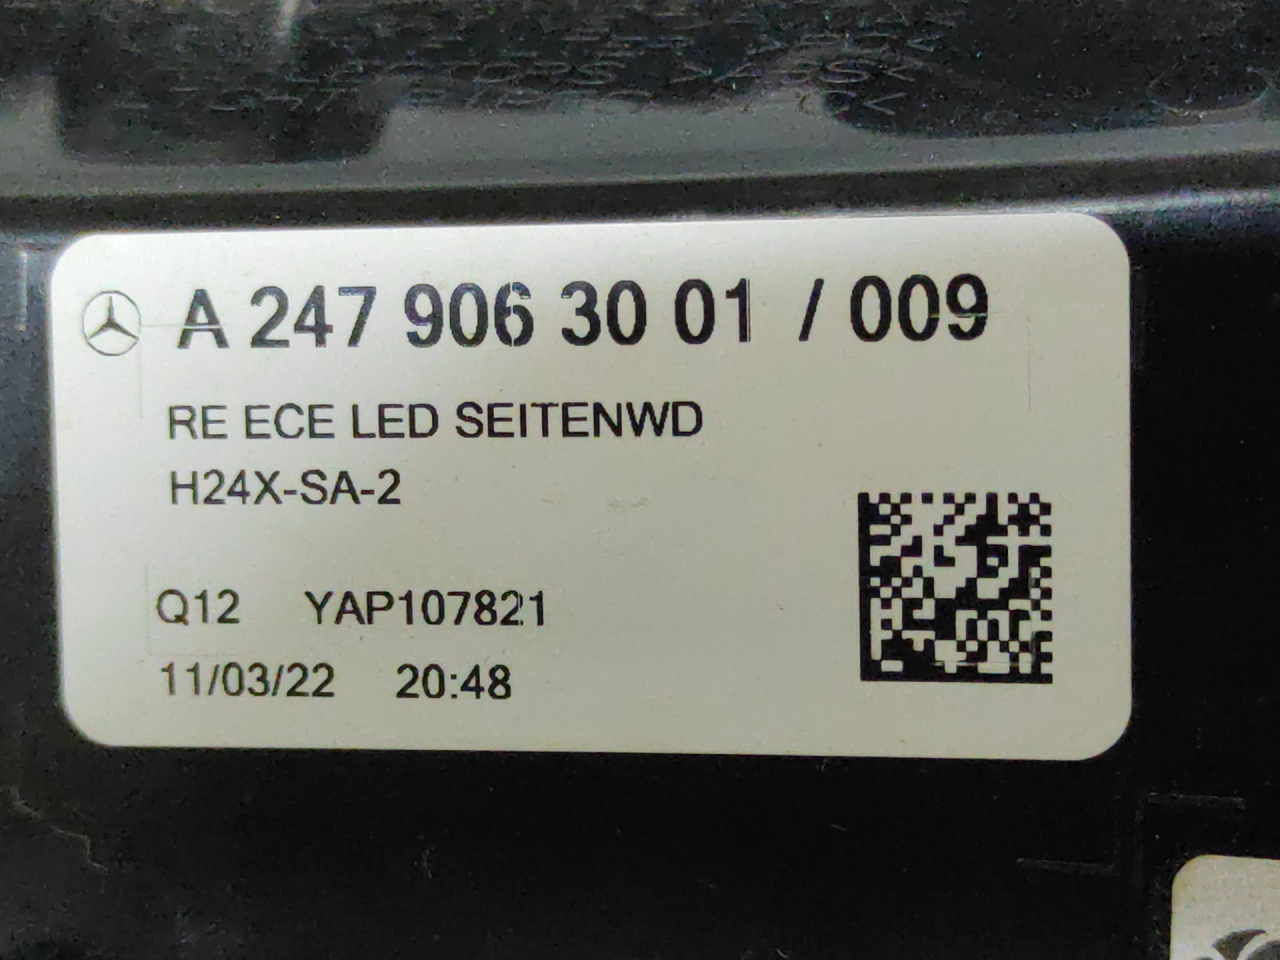 A 247 906 30 01 / 009
RE ECE LED SEITENWD
H24X-SA-2
Q12 YAP107821
11/03/22 20:48